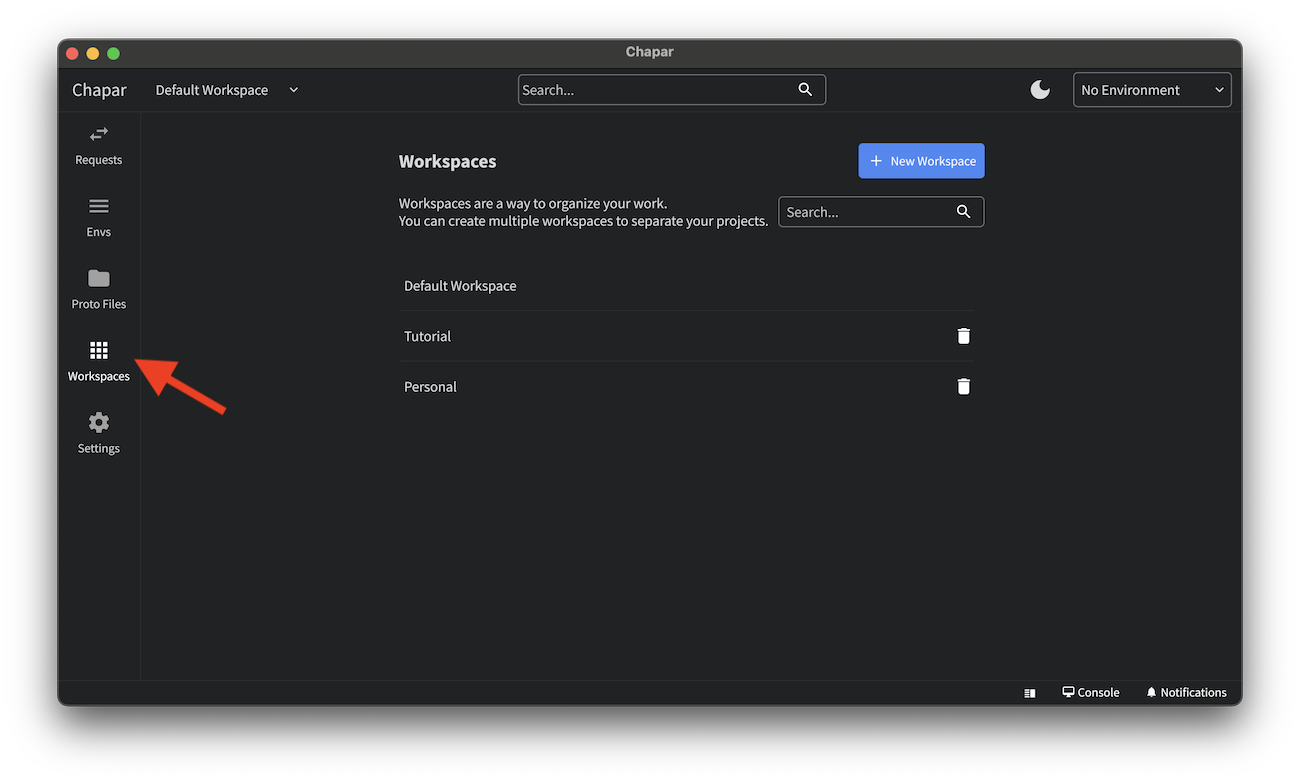 Chapar
Chapar
Default Workspace
Search...
No Environment
Requests
Envs
Proto Files
Workspaces
Settings
Workspaces
New Workspace
Workspaces are a way to organize your work.
You can create multiple workspaces to separate your projects.
Search...
Default Workspace
Tutorial
Personal
Console
Notifications